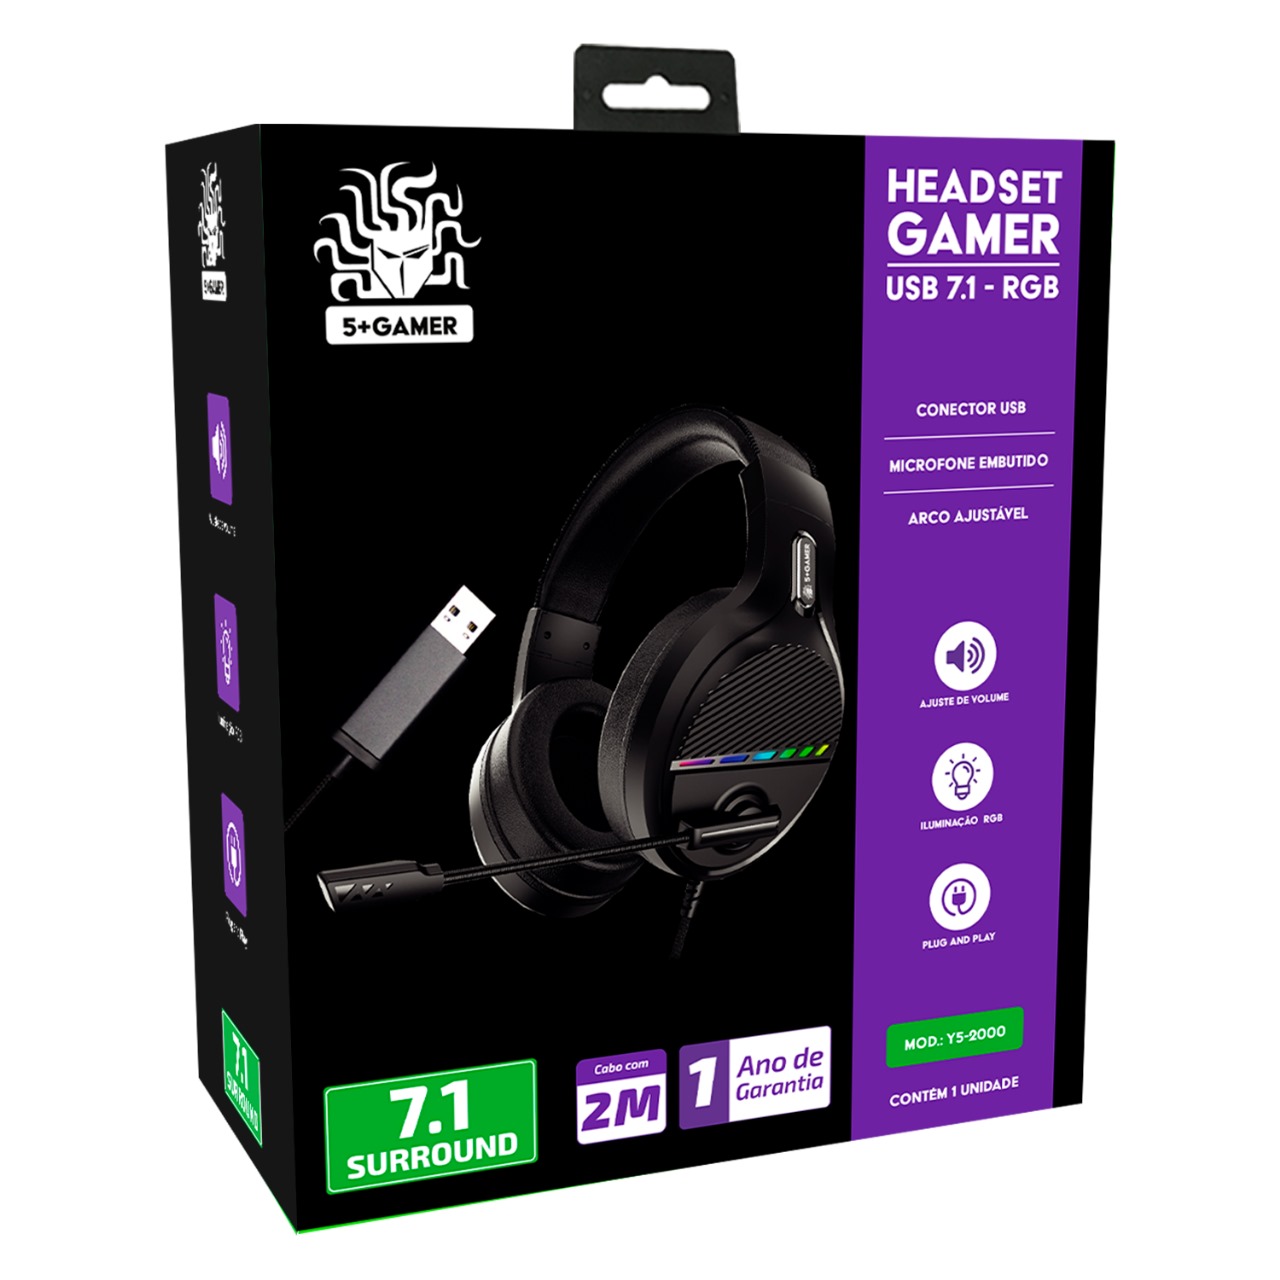 5+GAMER
5+GAMER
HEADSET
GAMER
USB 7.1 - RGB
CONECTOR USB
MICROFONE EMBUTIDO
ARCO AJUSTÁVEL
5+GAMER
AJUSTE DE VOLUME
ILUMINAÇÃO RGB
PLUG AND PLAY
MOD.: Y5-2000
CONTÉM 1 UNIDADE
7.1
SURROUND
Cabo com
2M
1 Ano de
Garantia
7.1
SURROUND